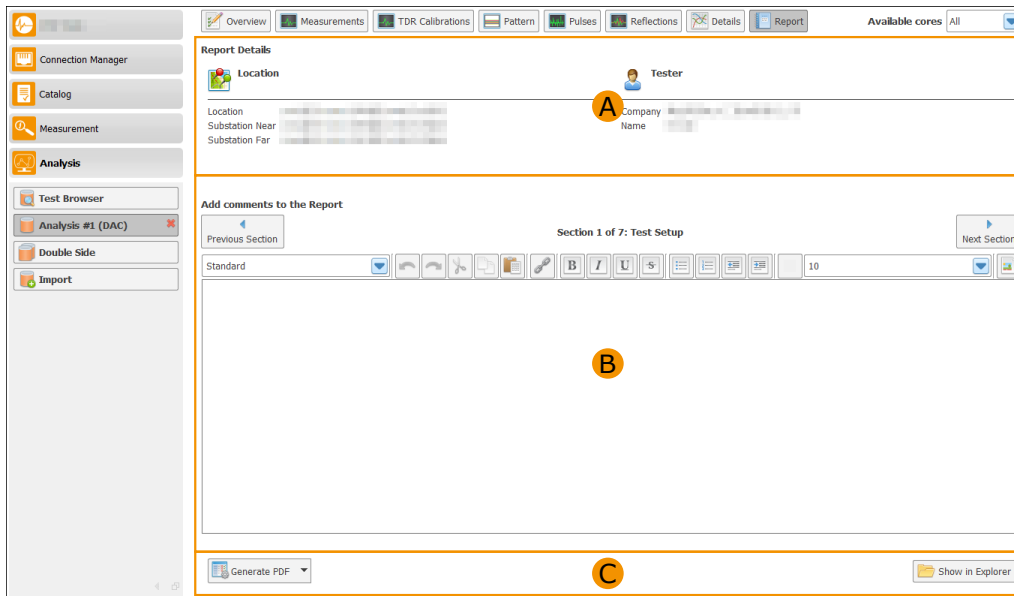 Overview Measurements TDR Calibrations Pattern Pulses Reflections Details Report Available cores All
Connection Manager
Catalog
Measurement
Analysis
Test Browser
Analysis #1 (DAC)
Double Side
Import
Report Details
Location Tester
A
Location Company
Substation Near Name
Substation Far
Add comments to the Report
Previous Section Section 1 of 7: Test Setup Next Section
Standard B I U S 10
B
Generate PDF C Show in Explorer